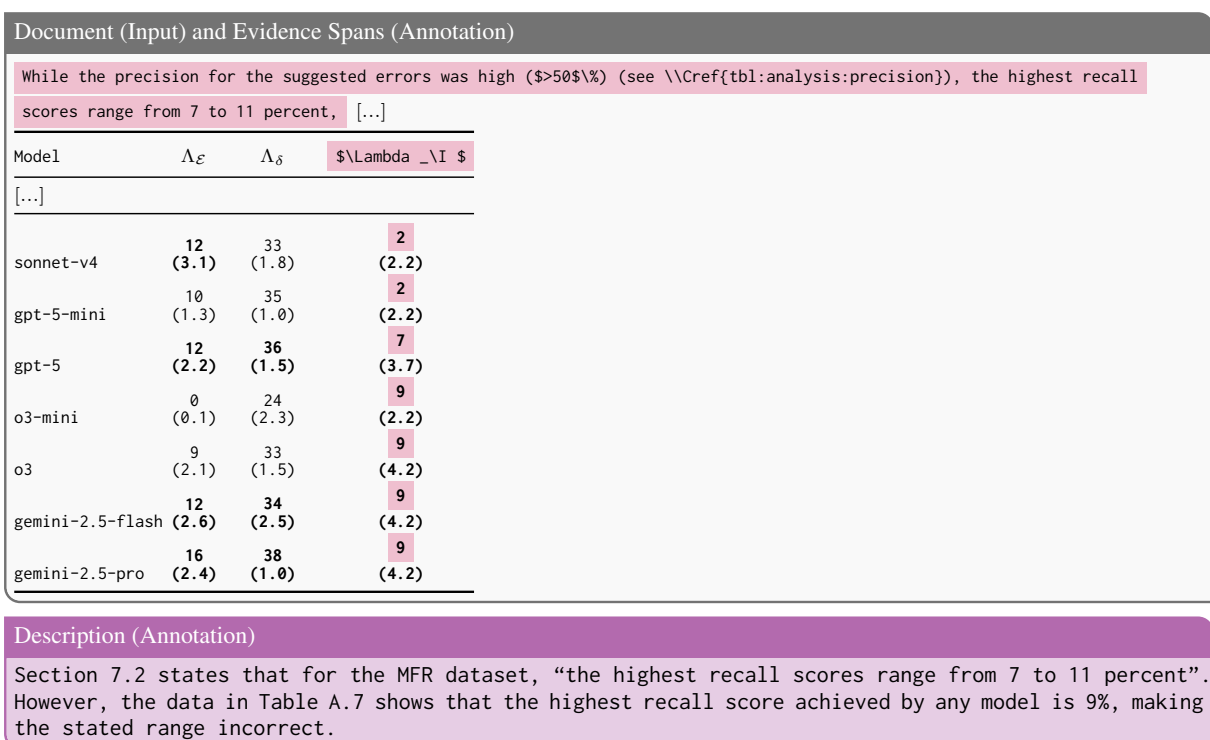 Document (Input) and Evidence Spans (Annotation)
While the precision for the suggested errors was high ($>50$\%) (see \\Cref{tbl:analysis:precision}), the highest recall
scores range from 7 to 11 percent, [...]
Model Λ_ℰ Λ_δ $\Lambda _\I $
[...]
12 33 2
sonnet-v4 (3.1) (1.8) (2.2)
10 35 2
gpt-5-mini (1.3) (1.0) (2.2)
12 36 7
gpt-5 (2.2) (1.5) (3.7)
0 24 9
o3-mini (0.1) (2.3) (2.2)
9 33 9
o3 (2.1) (1.5) (4.2)
12 34 9
gemini-2.5-flash (2.6) (2.5) (4.2)
16 38 9
gemini-2.5-pro (2.4) (1.0) (4.2)
Description (Annotation)
Section 7.2 states that for the MFR dataset, “the highest recall scores range from 7 to 11 percent”.
However, the data in Table A.7 shows that the highest recall score achieved by any model is 9%, making
the stated range incorrect.